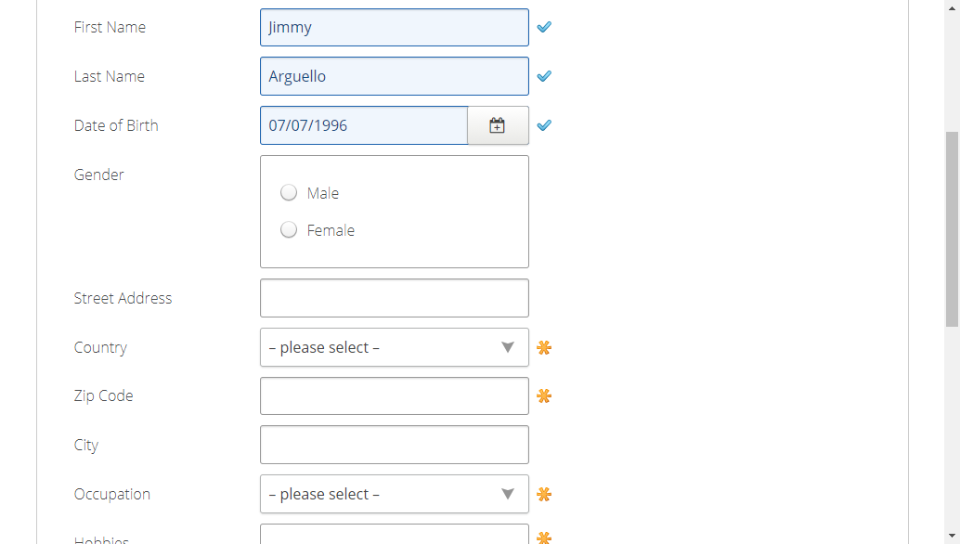 First Name
Jimmy
Last Name
Arguello
Date of Birth
07/07/1996
Gender
Male
Female
Street Address
Country
– please select –
Zip Code
City
Occupation
– please select –
Hobbies